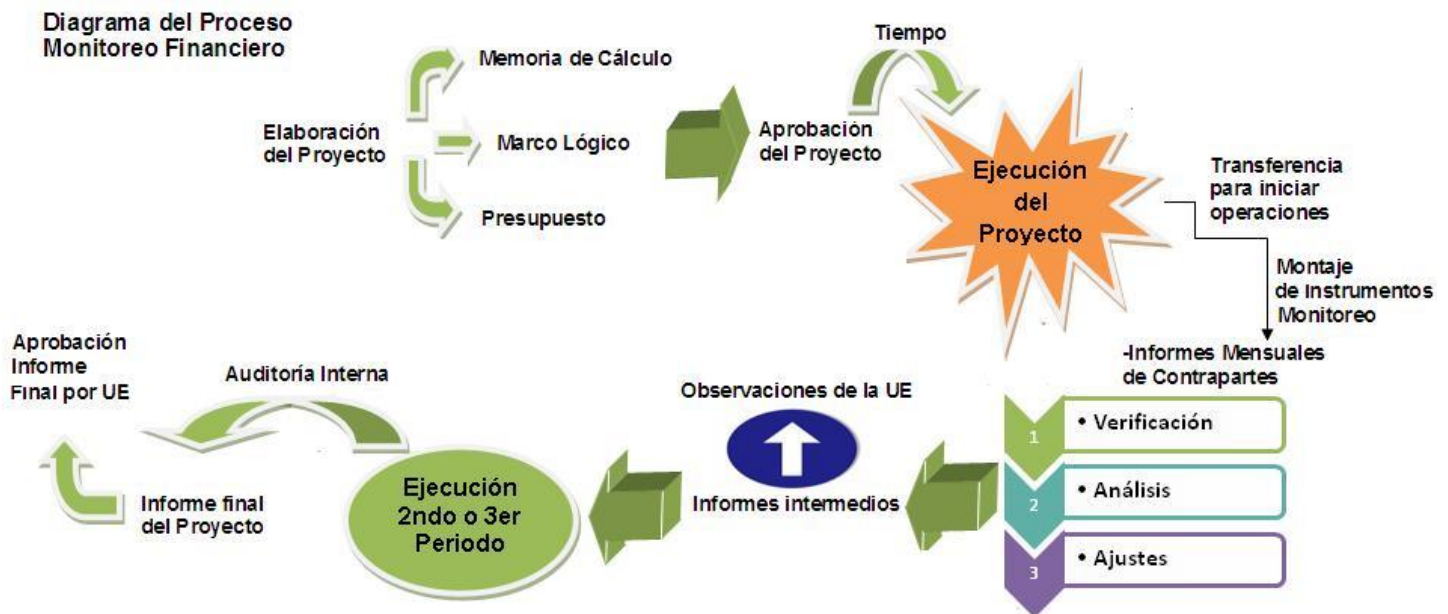 Diagrama del Proceso
Monitoreo Financiero
Memoria de Cálculo
Elaboración
del Proyecto
Marco Lógico
Presupuesto
Aprobación
del Proyecto
Tiempo
Ejecución
del
Proyecto
Transferencia
para iniciar
operaciones
Montaje
de Instrumentos
Monitoreo
-Informes Mensuales
de Contrapartes
1 • Verificación
2 • Análisis
3 • Ajustes
Observaciones de la UE
Informes intermedios
Ejecución
2ndo o 3er
Periodo
Auditoría Interna
Informe final
del Proyecto
Aprobación
Informe
Final por UE